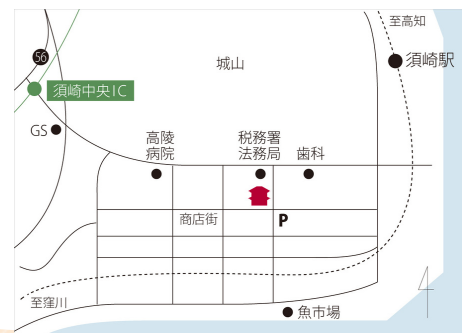 至高知
須崎駅
56
城山
須崎中央IC
GS
高陵
病院
税務署
法務局
歯科
商店街
P
至窪川
魚市場